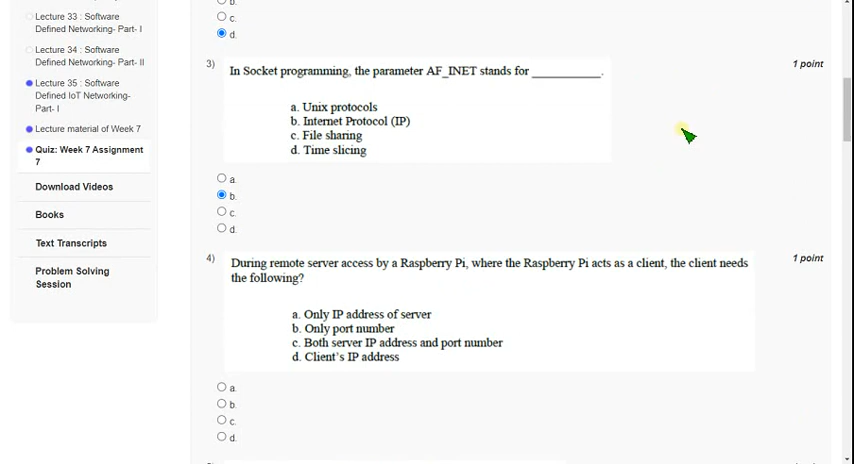 Lecture 33 : Software
Defined Networking- Part- I
Lecture 34 : Software
Defined Networking- Part- II
Lecture 35 : Software
Defined IoT Networking-
Part- I
Lecture material of Week 7
Quiz: Week 7 Assignment
7
Download Videos
Books
Text Transcripts
Problem Solving
Session
c.
d.
3)
In Socket programming, the parameter AF_INET stands for __________.
1 point
a. Unix protocols
b. Internet Protocol (IP)
c. File sharing
d. Time slicing
a.
b.
c.
d.
4)
During remote server access by a Raspberry Pi, where the Raspberry Pi acts as a client, the client needs
the following?
1 point
a. Only IP address of server
b. Only port number
c. Both server IP address and port number
d. Client's IP address
a.
b.
c.
d.